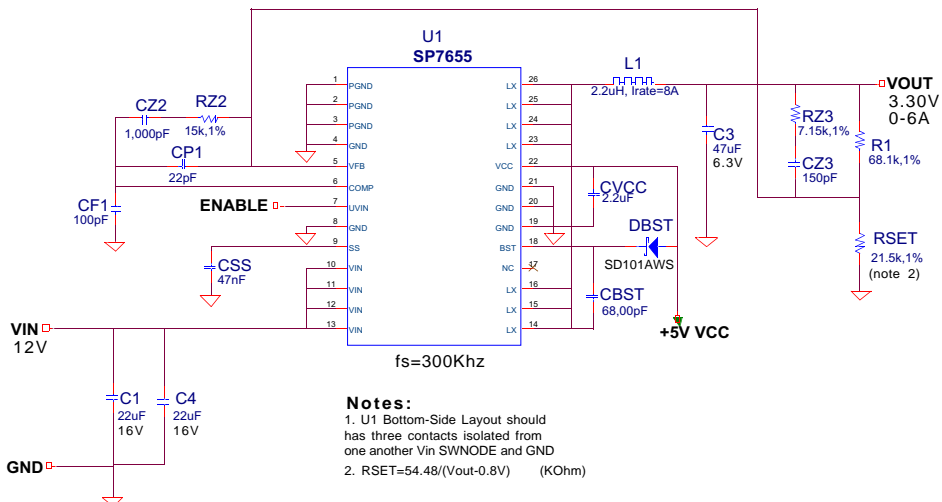 U1
SP7655
1 PGND
2 PGND
3 PGND
4 GND
5 VFB
6 COMP
7 UVIN
8 GND
9 SS
10 VIN
11 VIN
12 VIN
13 VIN
LX 26
LX 25
LX 24
LX 23
VCC 22
GND 21
GND 20
GND 19
BST 18
NC 17
LX 16
LX 15
LX 14
fs=300Khz
CZ2
1,000pF
RZ2
15k,1%
CP1
22pF
CF1
100pF
ENABLE
CSS
47nF
VIN
12V
C1
22uF
16V
C4
22uF
16V
GND
L1
2.2uH, Irate=8A
VOUT
3.30V
0-6A
C3
47uF
6.3V
RZ3
7.15k,1%
CZ3
150pF
R1
68.1k,1%
RSET
21.5k,1%
(note 2)
CVCC
2.2uF
DBST
SD101AWS
CBST
68,00pF
+5V VCC
Notes:
1. U1 Bottom-Side Layout should
has three contacts isolated from
one another Vin SWNODE and GND
2. RSET=54.48/(Vout-0.8V) (KOhm)